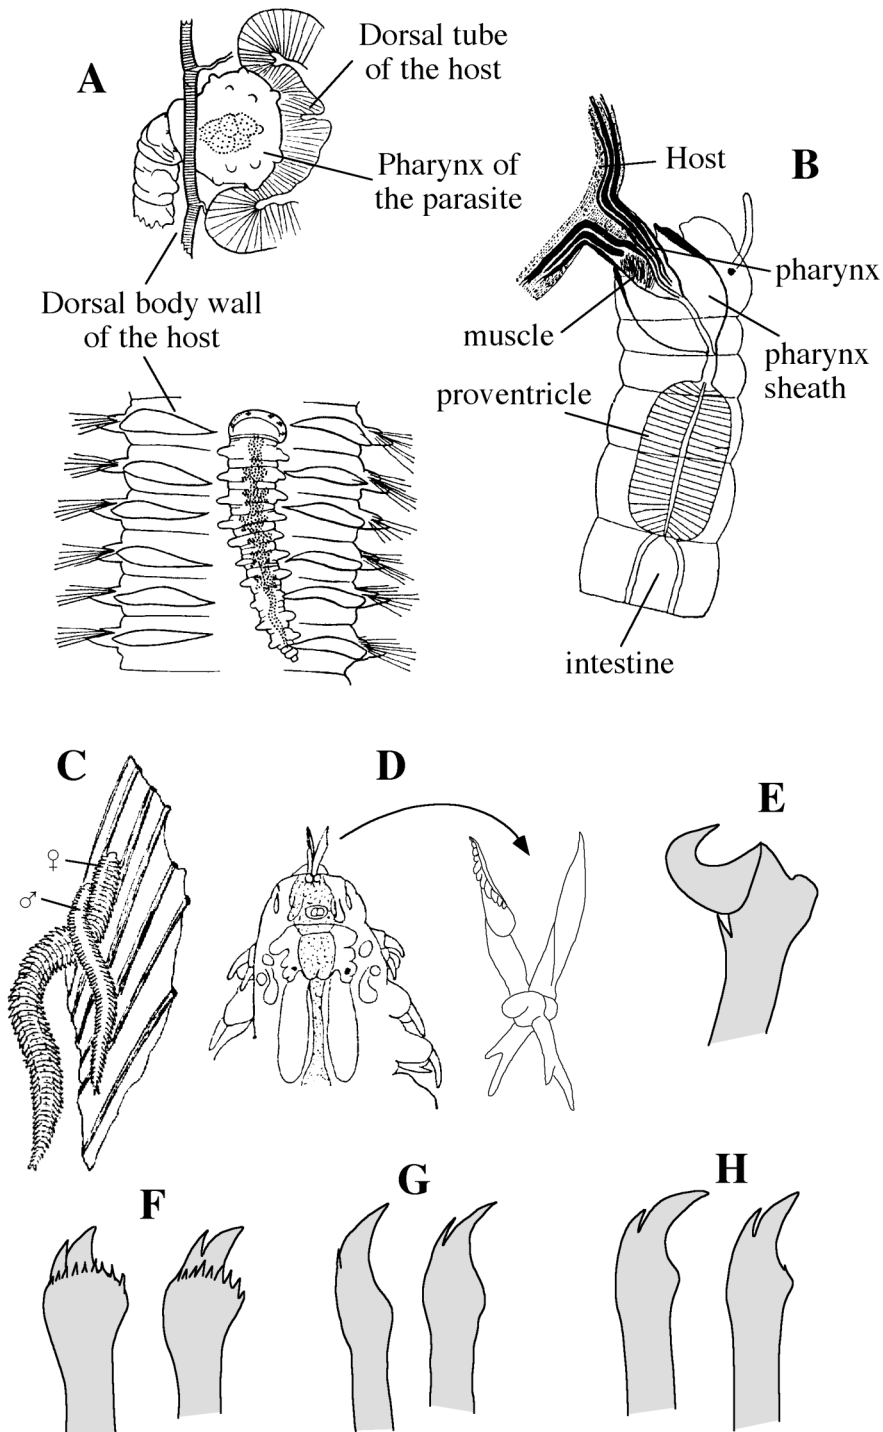 A
Dorsal tube
of the host
Pharynx of
the parasite
Dorsal body wall
of the host
B
Host
pharynx
muscle
pharynx
sheath
proventricle
intestine
C
♀
♂
D
E
F
G
H